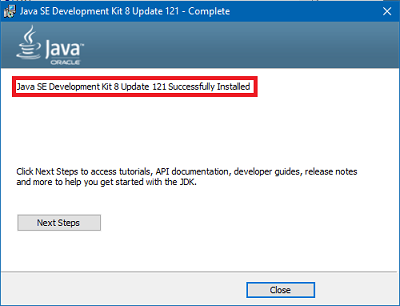 Java SE Development Kit 8 Update 121 - Complete
Java
ORACLE
Java SE Development Kit 8 Update 121 Successfully Installed
Click Next Steps to access tutorials, API documentation, developer guides, release notes
and more to help you get started with the JDK.
Next Steps
Close